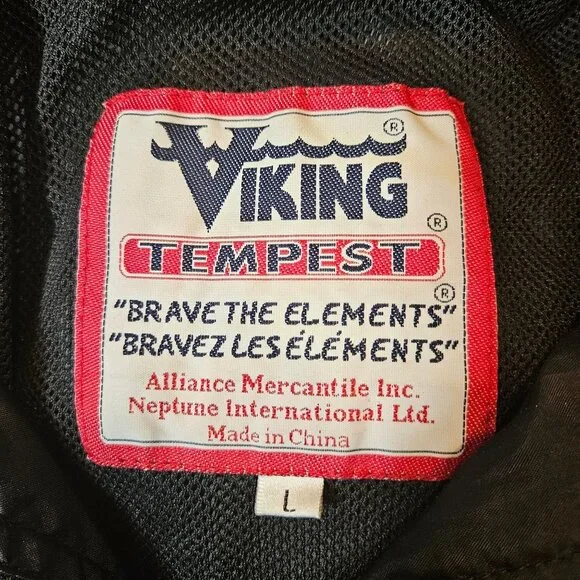 VIKING ®
TEMPEST ®
"BRAVE THE ELEMENTS" ®
"BRAVEZ LES ÉLÉMENTS"
Alliance Mercantile Inc.
Neptune International Ltd.
Made in China
L